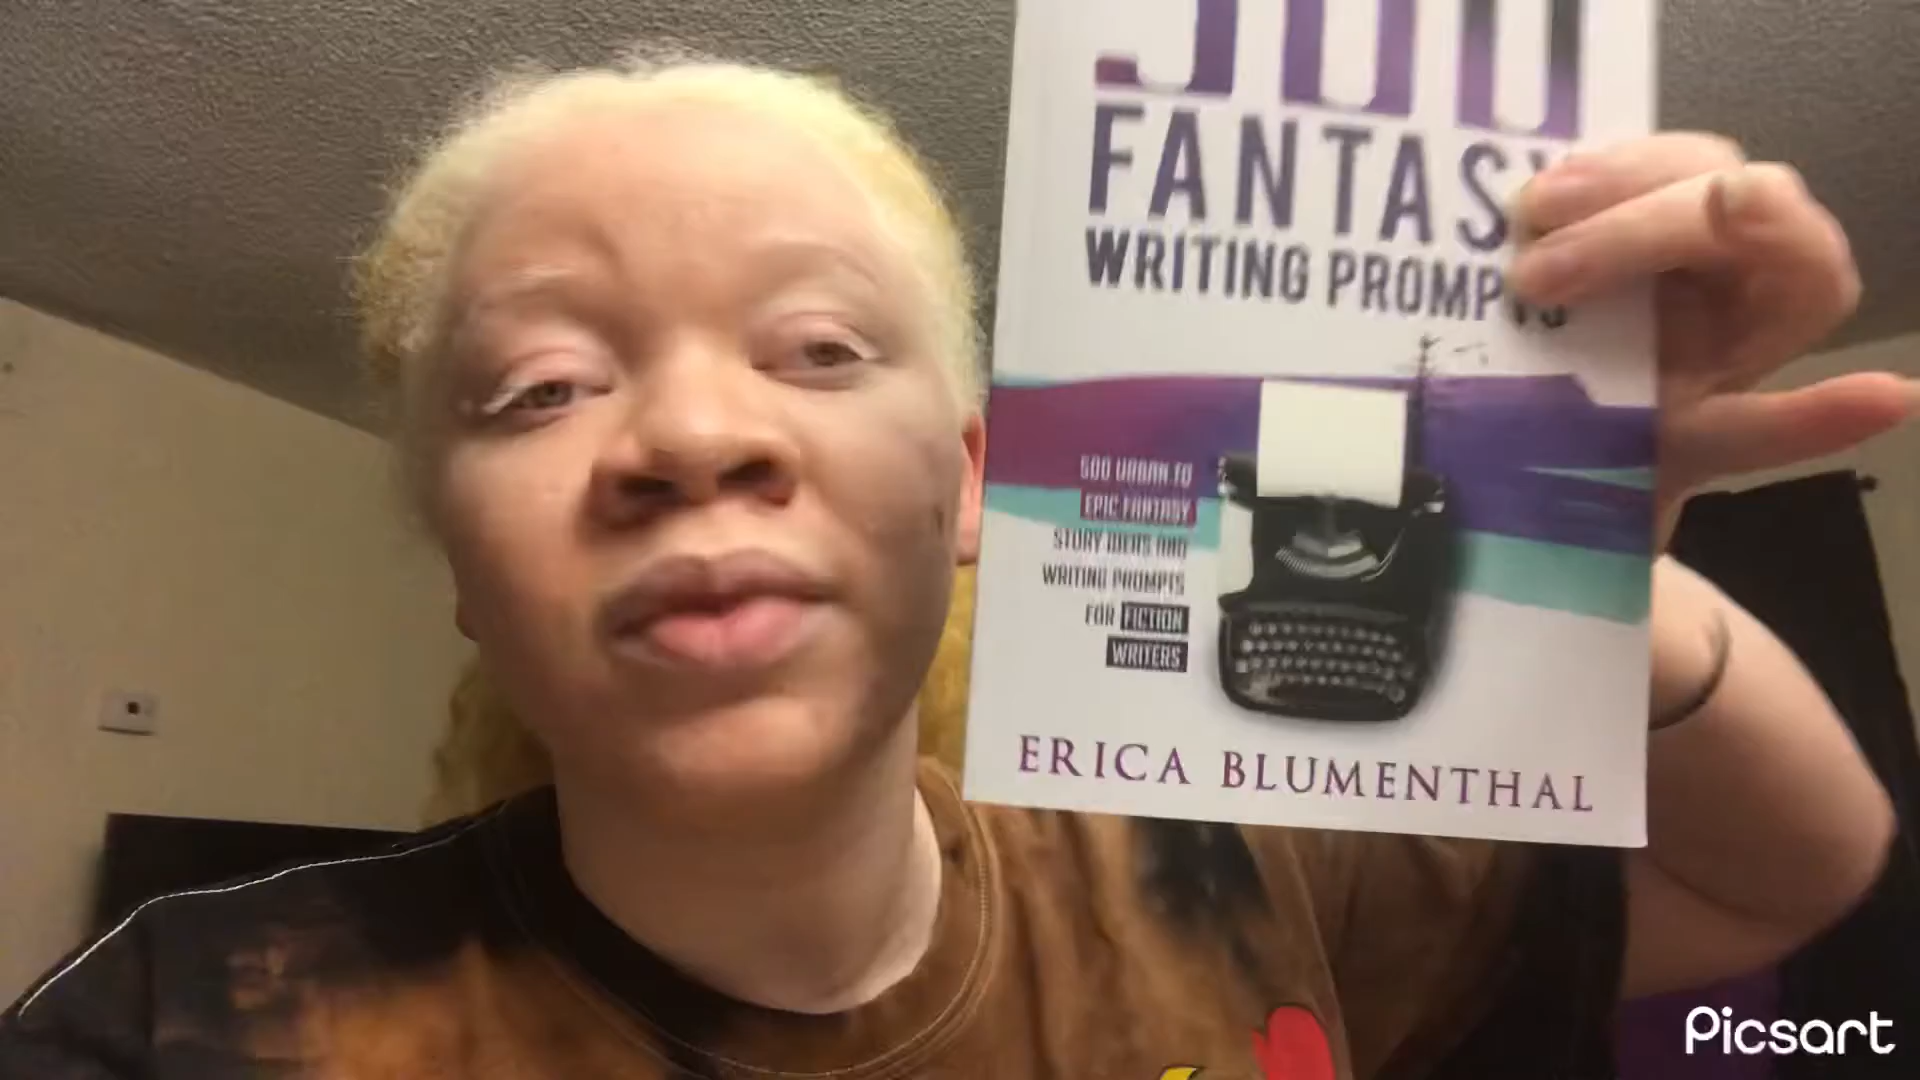 500
FANTASY
WRITING PROMPTS
500 URBAN TO
EPIC FANTASY
STORY IDEAS AND
WRITING PROMPTS
FOR FICTION
WRITERS
ERICA BLUMENTHAL
Picsart